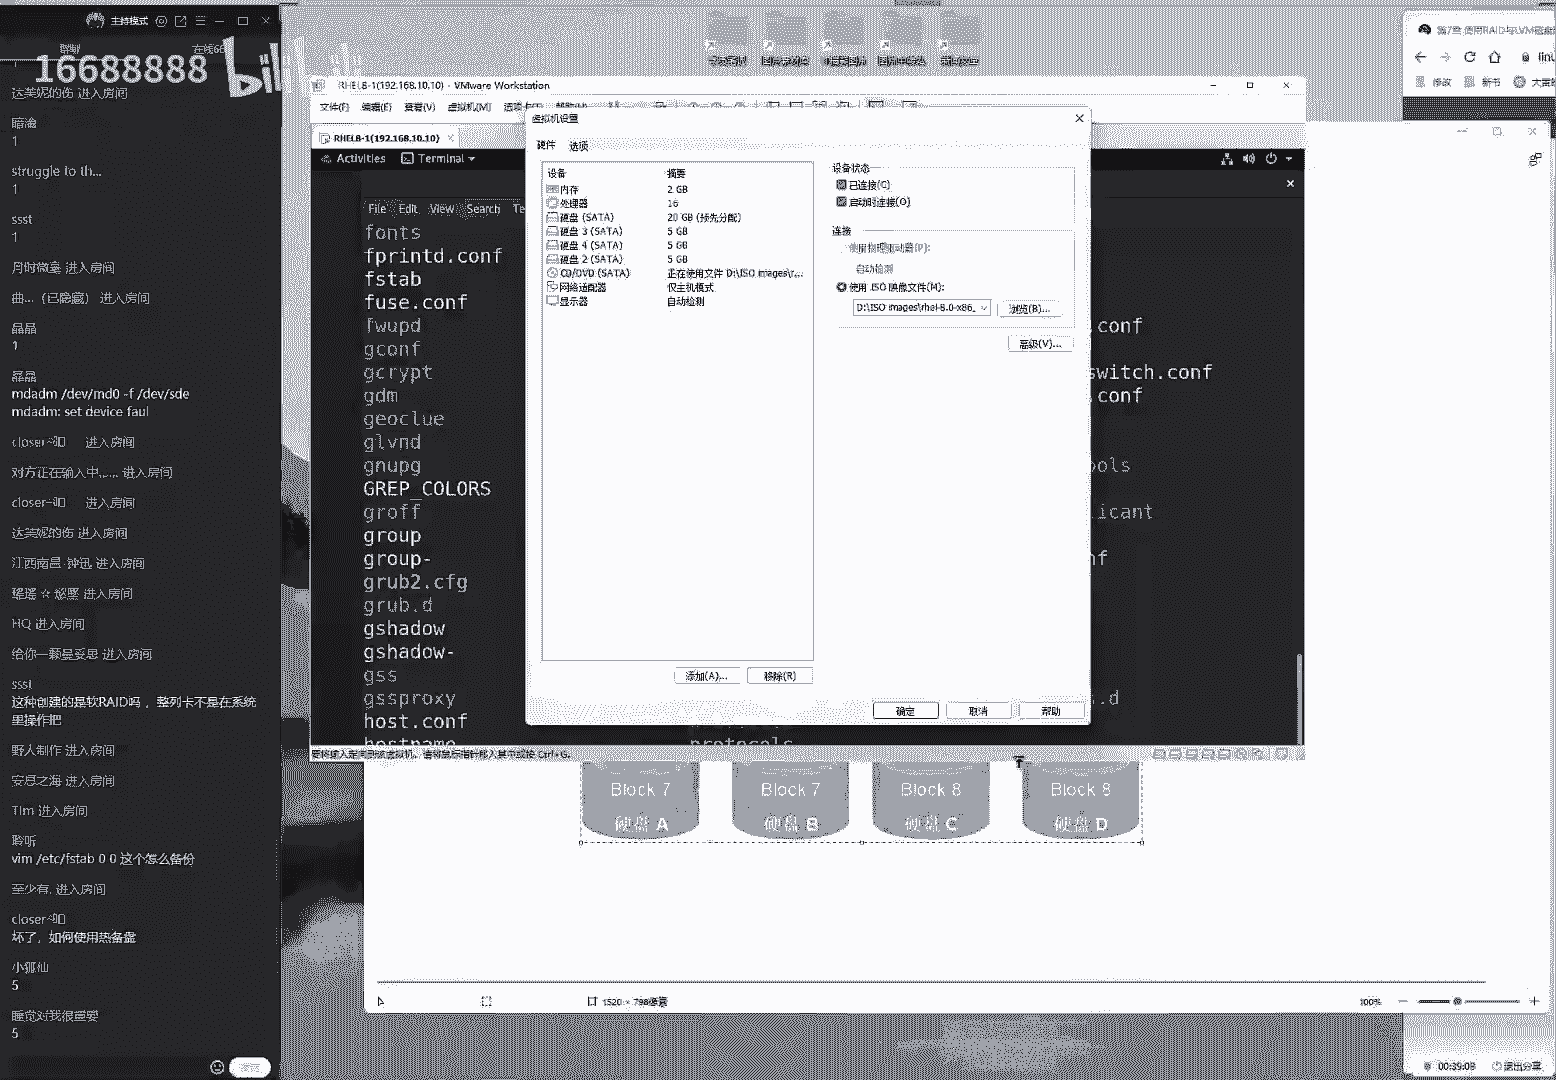 主持模式
16688888
达芙妮的伤 进入房间
暗淦
1
struggle to th...
1
ssst
1
月时微熏 进入房间
曲... (已隐藏) 进入房间
晶晶
1
晶晶
mdadm /dev/md0 -f /dev/sde
mdadm: set device faul
进入房间
对方正在输入中...... 进入房间
进入房间
达芙妮的伤 进入房间
江西南昌·钟迅 进入房间
进入房间
HQ 进入房间
给你一颗曼妥思 进入房间
ssst
这种创建的是软RAID吗，整列卡不是在系统
里操作把
野人制作 进入房间
安思之海 进入房间
TIm 进入房间
聆听
vim /etc/fstab 0 0 这个怎么备份
至少有. 进入房间
坏了，如何使用热备盘
小狐仙
5
睡觉对我很重要
5
RHEL8-1(192.168.10.10) - VMware Workstation
文件(F) 编辑(E) 查看(V) 虚拟机(M)
RHEL8-1(192.168.10.10)
Activities Terminal
File Edit View Search Te
fonts
fprintd.conf
fstab
fuse.conf
fwupd
gconf
gcrypt
gdm
geoclue
glvnd
gnupg
GREP_COLORS
groff
group
group-
grub2.cfg
grub.d
gshadow
gshadow-
gss
gssproxy
host.conf
hostname
protocols
.conf
switch.conf
.conf
ools
licant
nf
s.d
虚拟机设置
硬件 选项
设备 摘要
内存 2 GB
处理器 16
硬盘 (SATA) 20 GB (预先分配)
硬盘 3 (SATA) 5 GB
硬盘 4 (SATA) 5 GB
硬盘 2 (SATA) 5 GB
CD/DVD (SATA) 正在使用文件 D:\ISO images\r...
网络适配器 仅主机模式
显示器 自动检测
添加(A)... 移除(R)
设备状态
已连接(C)
启动时连接(O)
连接
使用物理驱动器(P):
自动检测
使用 ISO 映像文件(M):
D:\ISO images\rhel-8.0-x86_
浏览(B)...
高级(V)...
确定 取消 帮助
要将输入定向到该虚拟机，请将鼠标指针移入其中或按 Ctrl+G。
Block 7 Block 7 Block 8 Block 8
硬盘 A 硬盘 B 硬盘 C 硬盘 D
1520 × 798像素
100%
第7章 使用RAID与LVM磁盘
修改 新书
00:39:08 退出分享